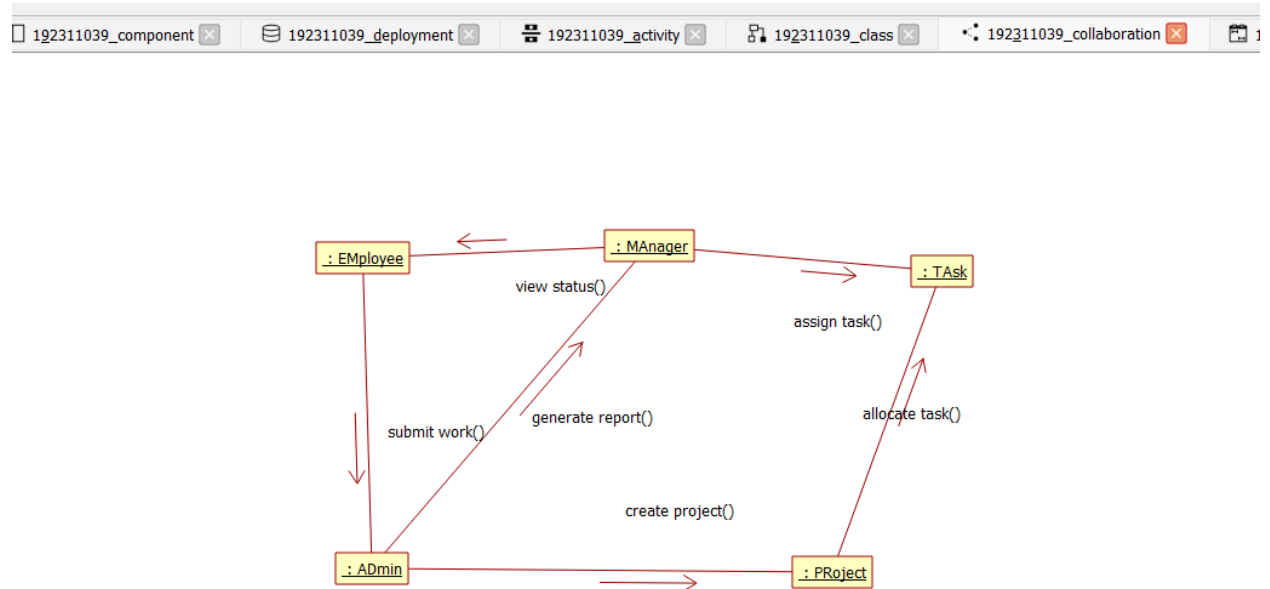 192311039_component
192311039_deployment
192311039_activity
192311039_class
192311039_collaboration
: EMployee
: MAnager
: TAsk
view status()
assign task()
submit work()
generate report()
allocate task()
create project()
: ADmin
: PRoject